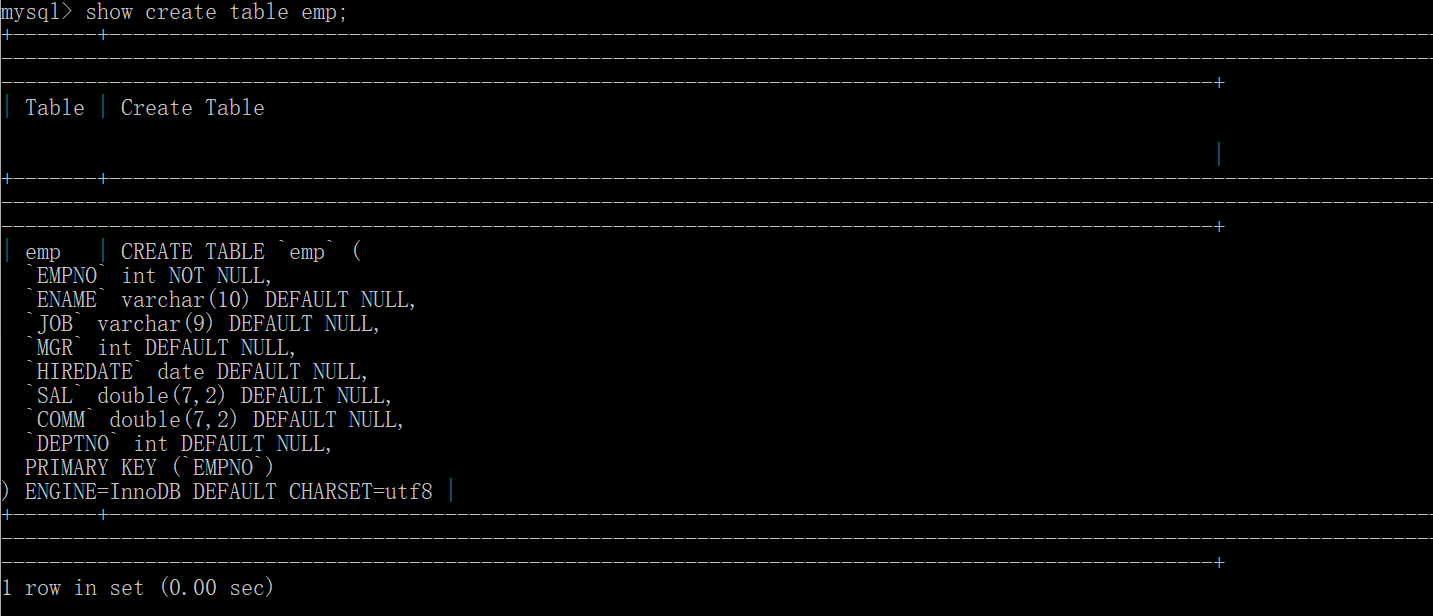 mysql> show create table emp;
+-------+--------------------------------------------------------------------------------------------------------------
-----------------------------------------------------------------------------------------------------------------------
-----------------------------------------------------------------------------------------------------+
| Table | Create Table
|
+-------+--------------------------------------------------------------------------------------------------------------
-----------------------------------------------------------------------------------------------------------------------
-----------------------------------------------------------------------------------------------------+
| emp   | CREATE TABLE `emp` (
  `EMPNO` int NOT NULL,
  `ENAME` varchar(10) DEFAULT NULL,
  `JOB` varchar(9) DEFAULT NULL,
  `MGR` int DEFAULT NULL,
  `HIREDATE` date DEFAULT NULL,
  `SAL` double(7,2) DEFAULT NULL,
  `COMM` double(7,2) DEFAULT NULL,
  `DEPTNO` int DEFAULT NULL,
  PRIMARY KEY (`EMPNO`)
) ENGINE=InnoDB DEFAULT CHARSET=utf8 |
+-------+--------------------------------------------------------------------------------------------------------------
-----------------------------------------------------------------------------------------------------------------------
-----------------------------------------------------------------------------------------------------+
1 row in set (0.00 sec)